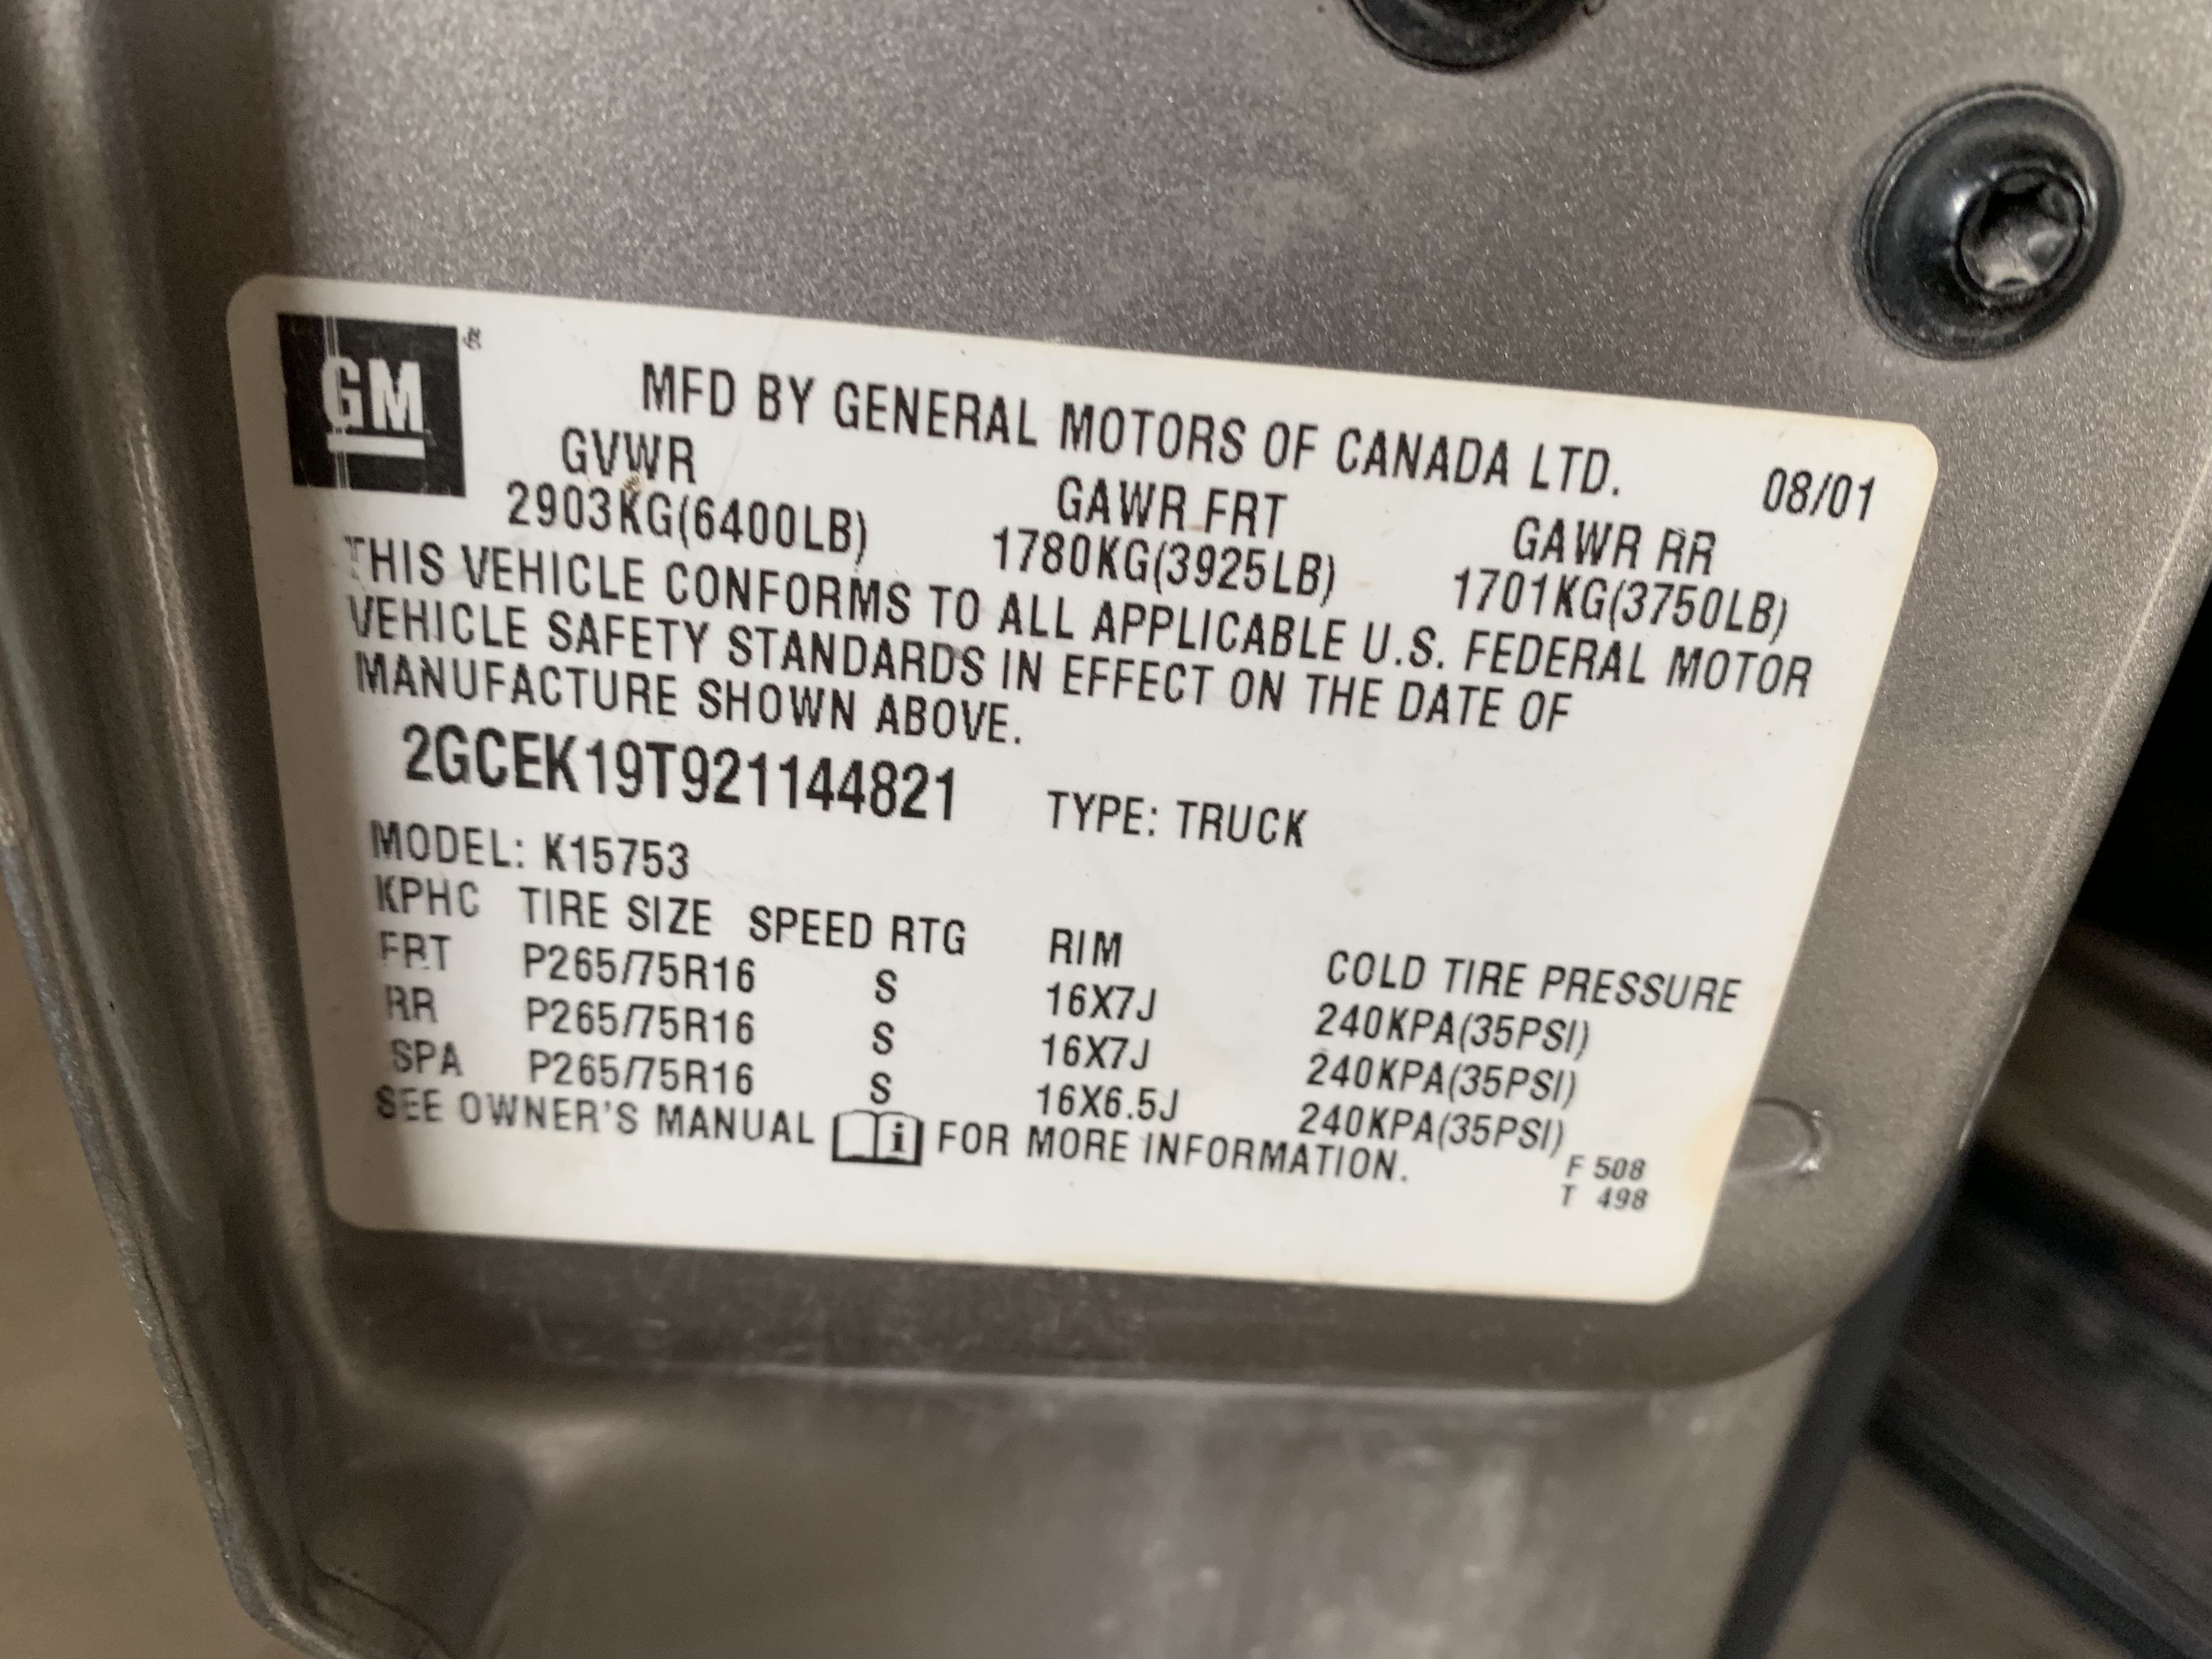 GM
MFD BY GENERAL MOTORS OF CANADA LTD. 08/01
GVWR GAWR FRT GAWR RR
2903KG(6400LB) 1780KG(3925LB) 1701KG(3750LB)
THIS VEHICLE CONFORMS TO ALL APPLICABLE U.S. FEDERAL MOTOR
VEHICLE SAFETY STANDARDS IN EFFECT ON THE DATE OF
MANUFACTURE SHOWN ABOVE.
2GCEK19T921144821 TYPE: TRUCK
MODEL: K15753
KPHC TIRE SIZE SPEED RTG RIM COLD TIRE PRESSURE
FRT P265/75R16 S 16X7J 240KPA(35PSI)
RR P265/75R16 S 16X7J 240KPA(35PSI)
SPA P265/75R16 S 16X6.5J 240KPA(35PSI)
SEE OWNER'S MANUAL i FOR MORE INFORMATION.
F 508
T 498